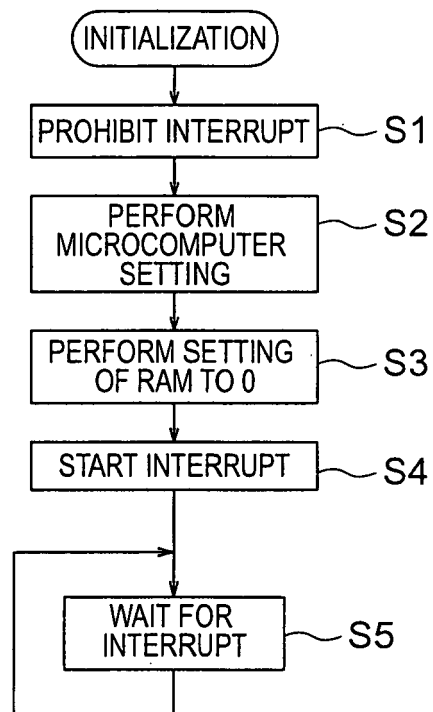 INITIALIZATION
PROHIBIT INTERRUPT
S1
PERFORM
MICROCOMPUTER
SETTING
S2
PERFORM SETTING
OF RAM TO 0
S3
START INTERRUPT
S4
WAIT FOR
INTERRUPT
S5